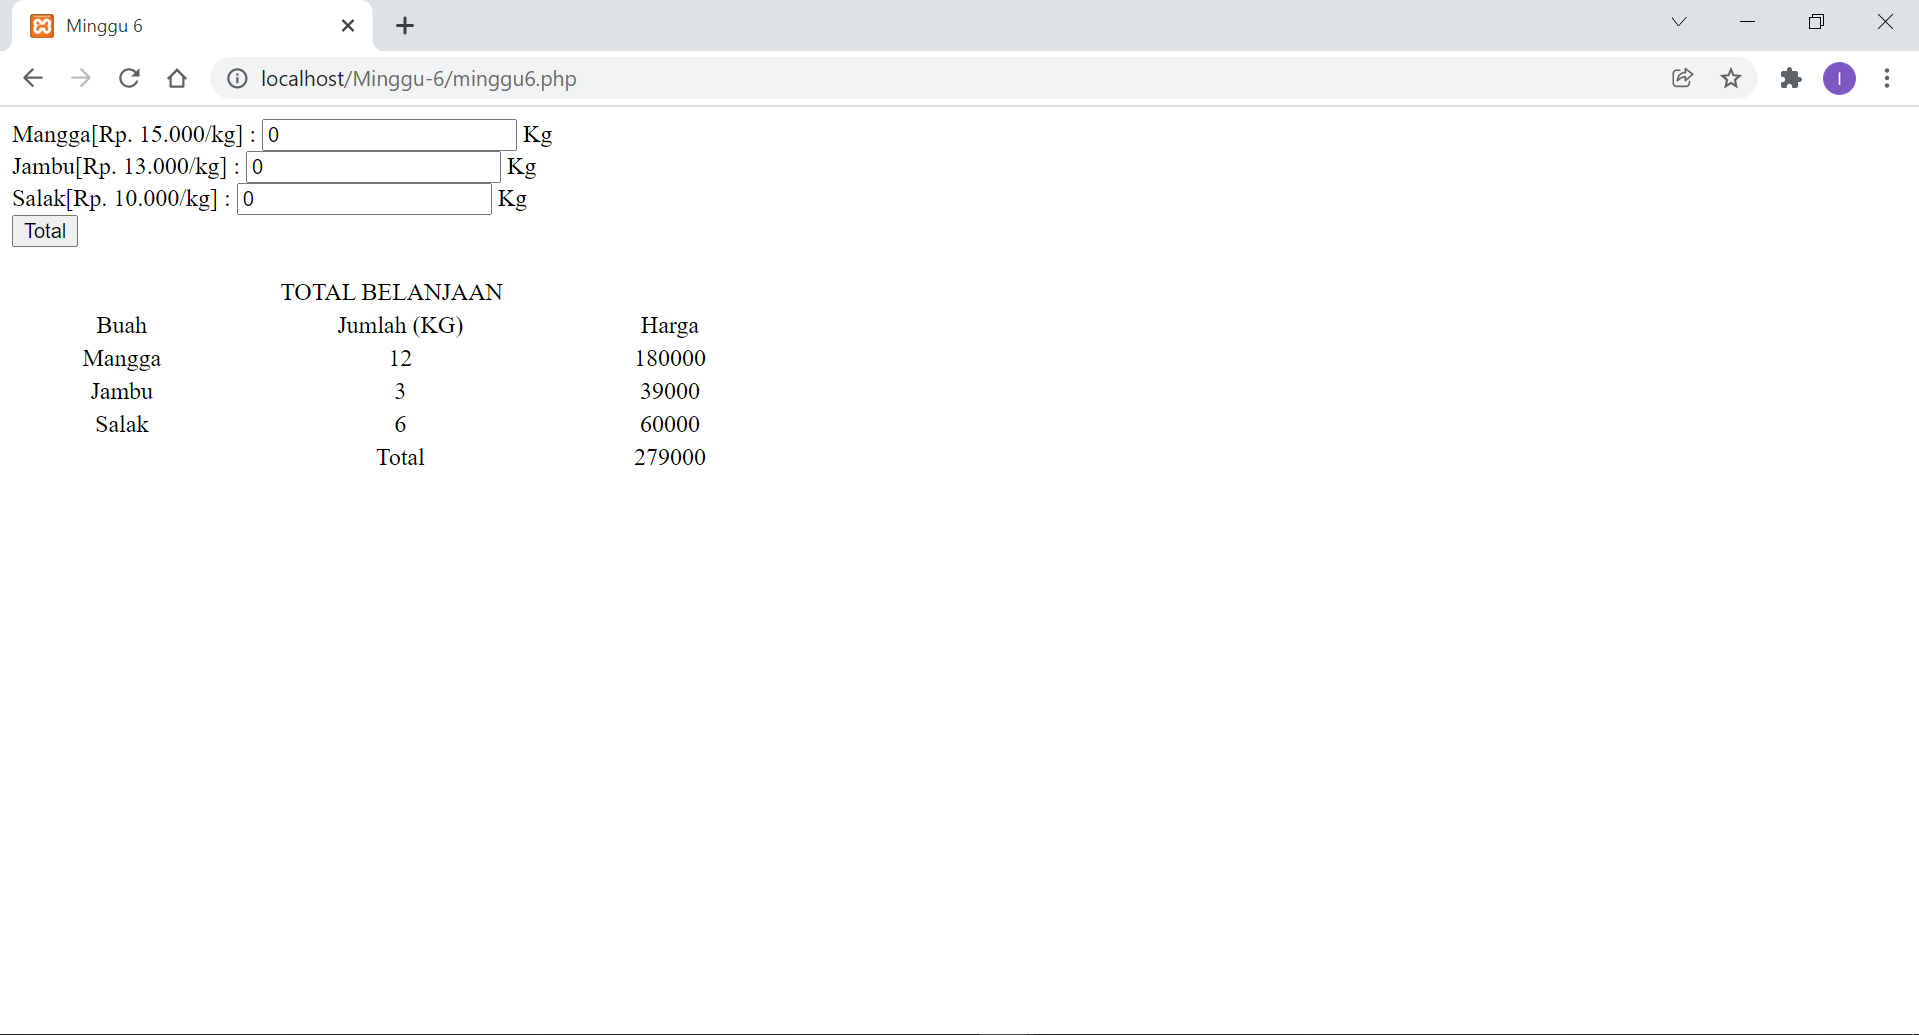 Minggu 6
localhost/Minggu-6/minggu6.php
I
Mangga[Rp. 15.000/kg] : 0 Kg
Jambu[Rp. 13.000/kg] : 0 Kg
Salak[Rp. 10.000/kg] : 0 Kg
Total
TOTAL BELANJAAN
Buah Jumlah (KG) Harga
Mangga 12 180000
Jambu 3 39000
Salak 6 60000
Total 279000